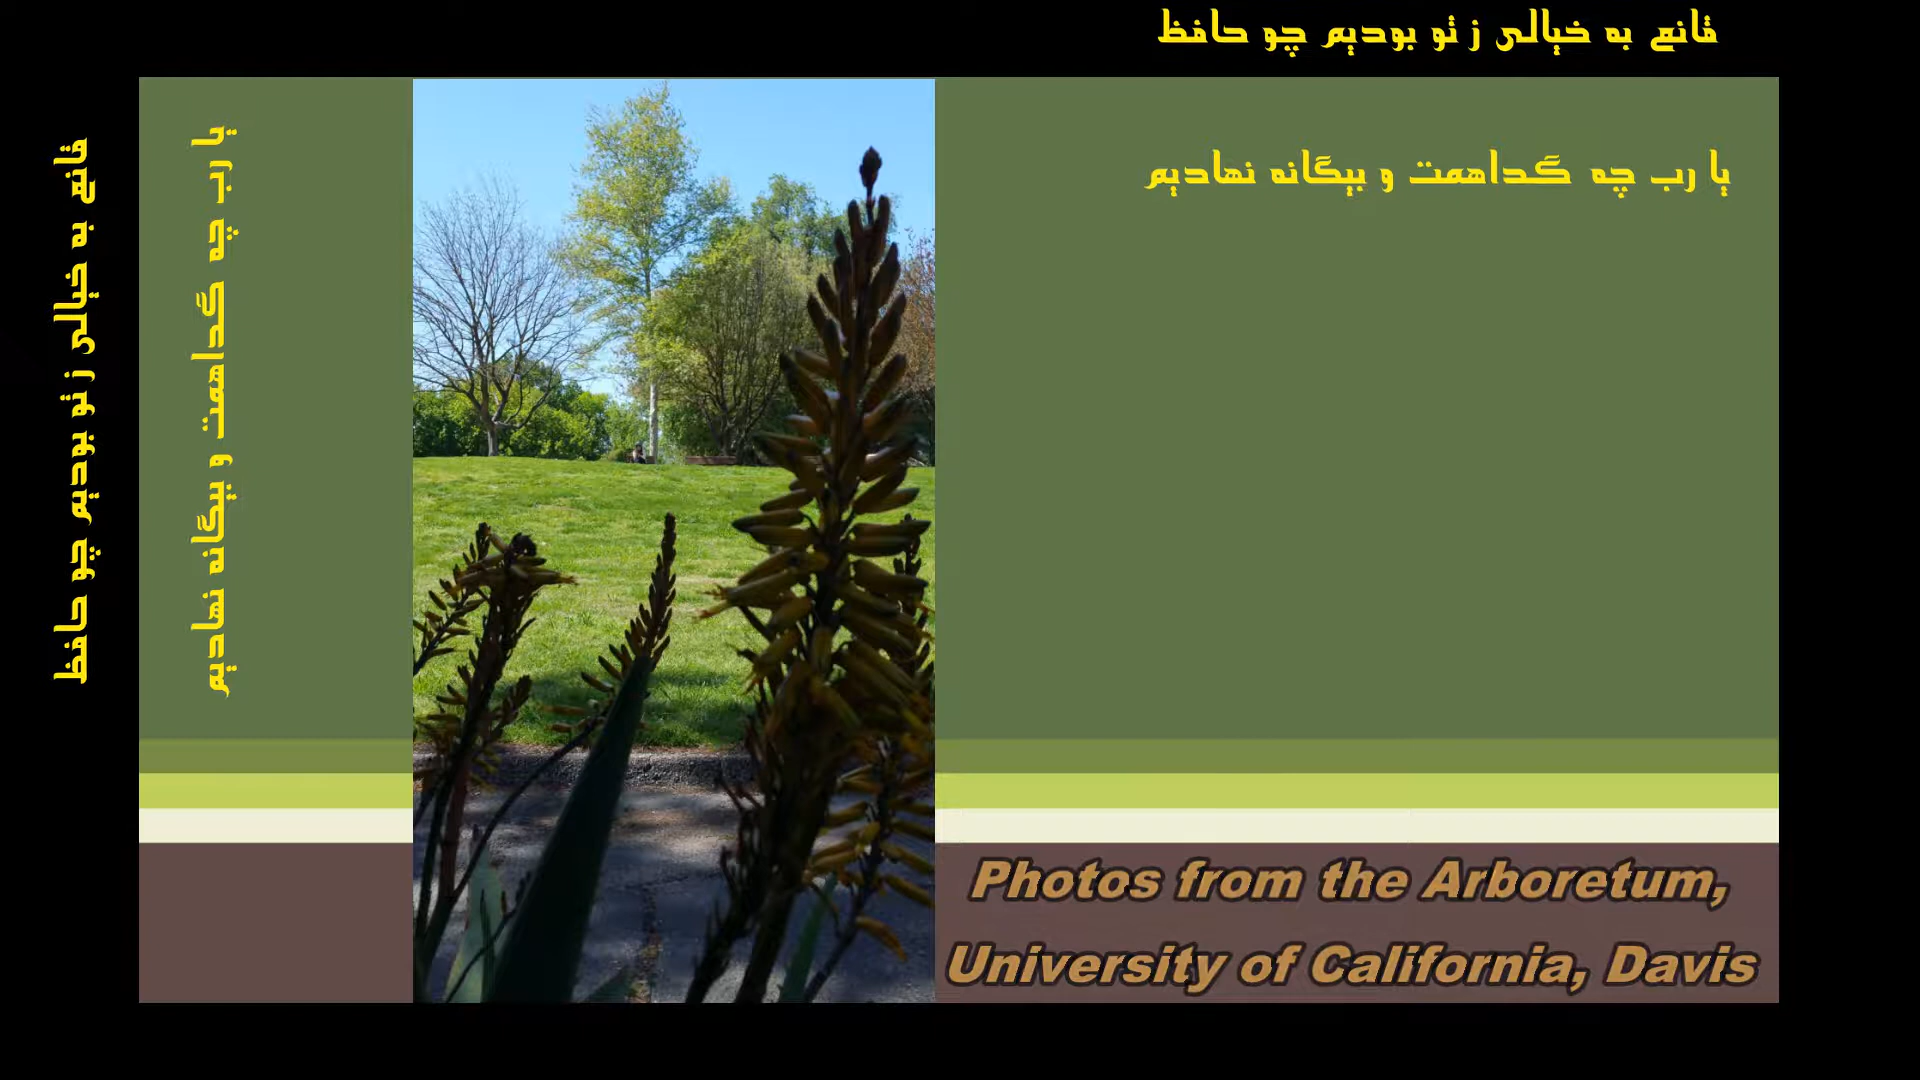 قانع به خیالی ز تو بودیم چو حافظ
یا رب چه گداهمت و بیگانه نهادیم
قانع به خیالی ز تو بودیم چو حافظ
یا رب چه گداهمت و بیگانه نهادیم
Photos from the Arboretum,
University of California, Davis